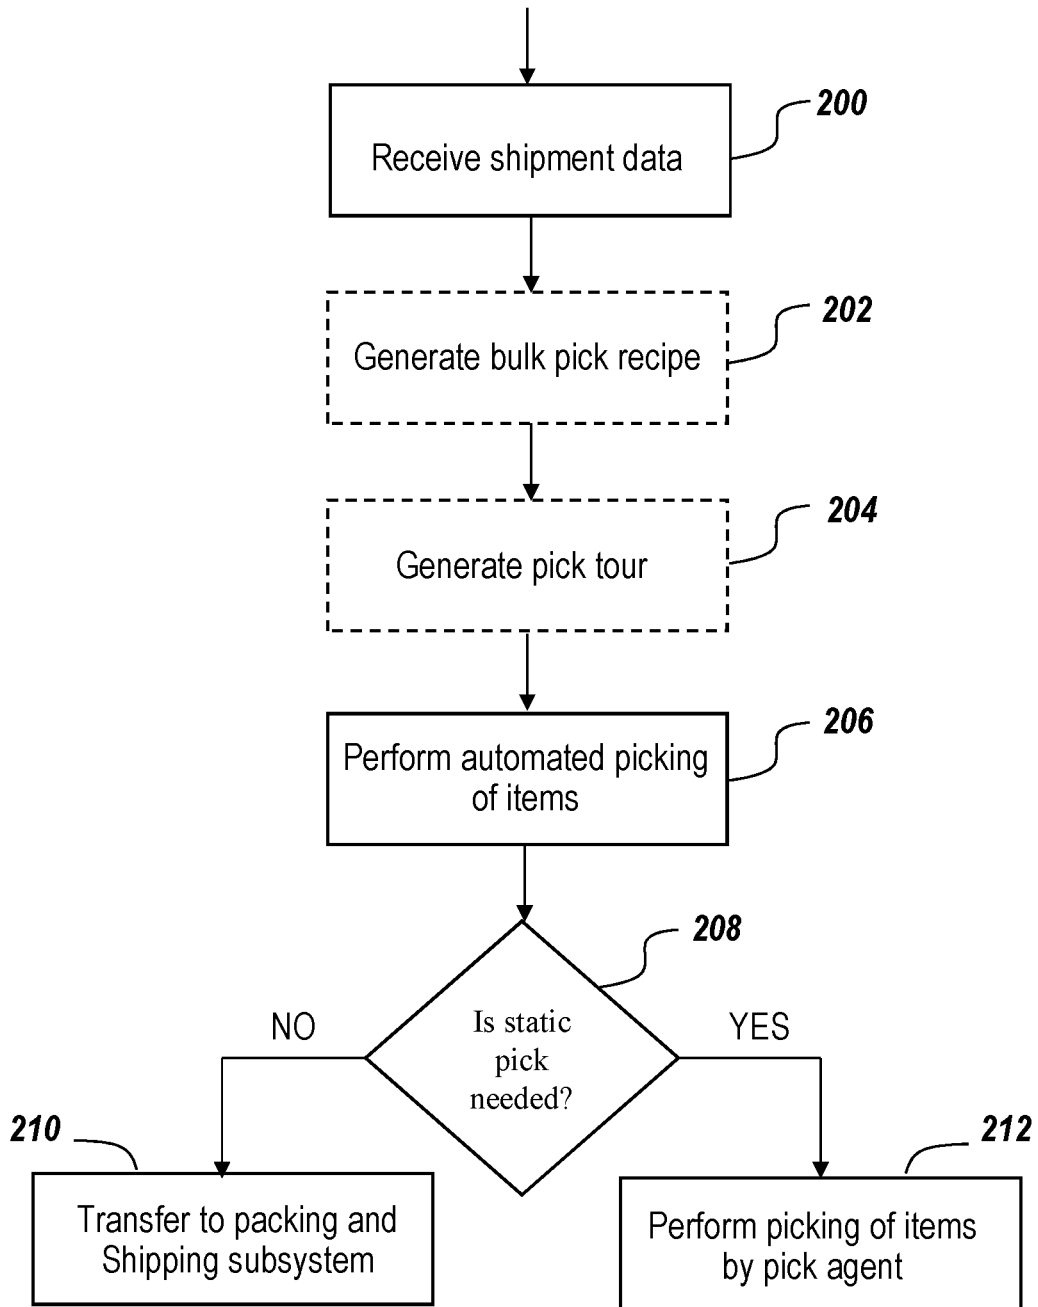 200
Receive shipment data
202
Generate bulk pick recipe
204
Generate pick tour
206
Perform automated picking
of items
208
NO
Is static
pick
needed?
YES
210
212
Transfer to packing and
Shipping subsystem
Perform picking of items
by pick agent